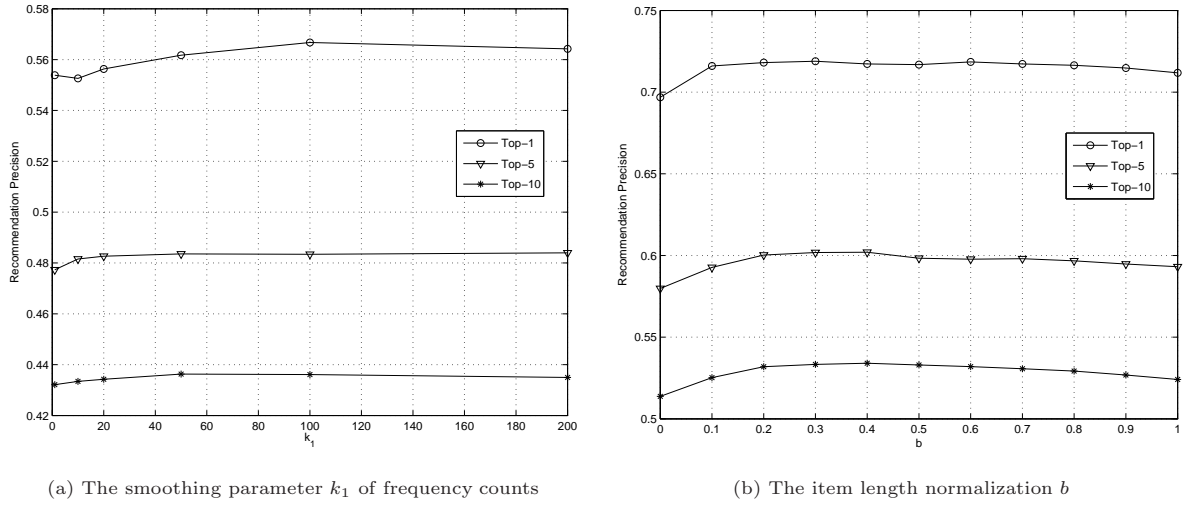 0.58
0.56
0.54
0.52
0.5
0.48
0.46
0.44
0.42
Recommendation Precision
Top-1
Top-5
Top-10
0 20 40 60 80 100 120 140 160 180 200
k1
(a) The smoothing parameter k1 of frequency counts
0.75
0.7
0.65
0.6
0.55
0.5
Recommendation Precision
Top-1
Top-5
Top-10
0 0.1 0.2 0.3 0.4 0.5 0.6 0.7 0.8 0.9 1
b
(b) The item length normalization b